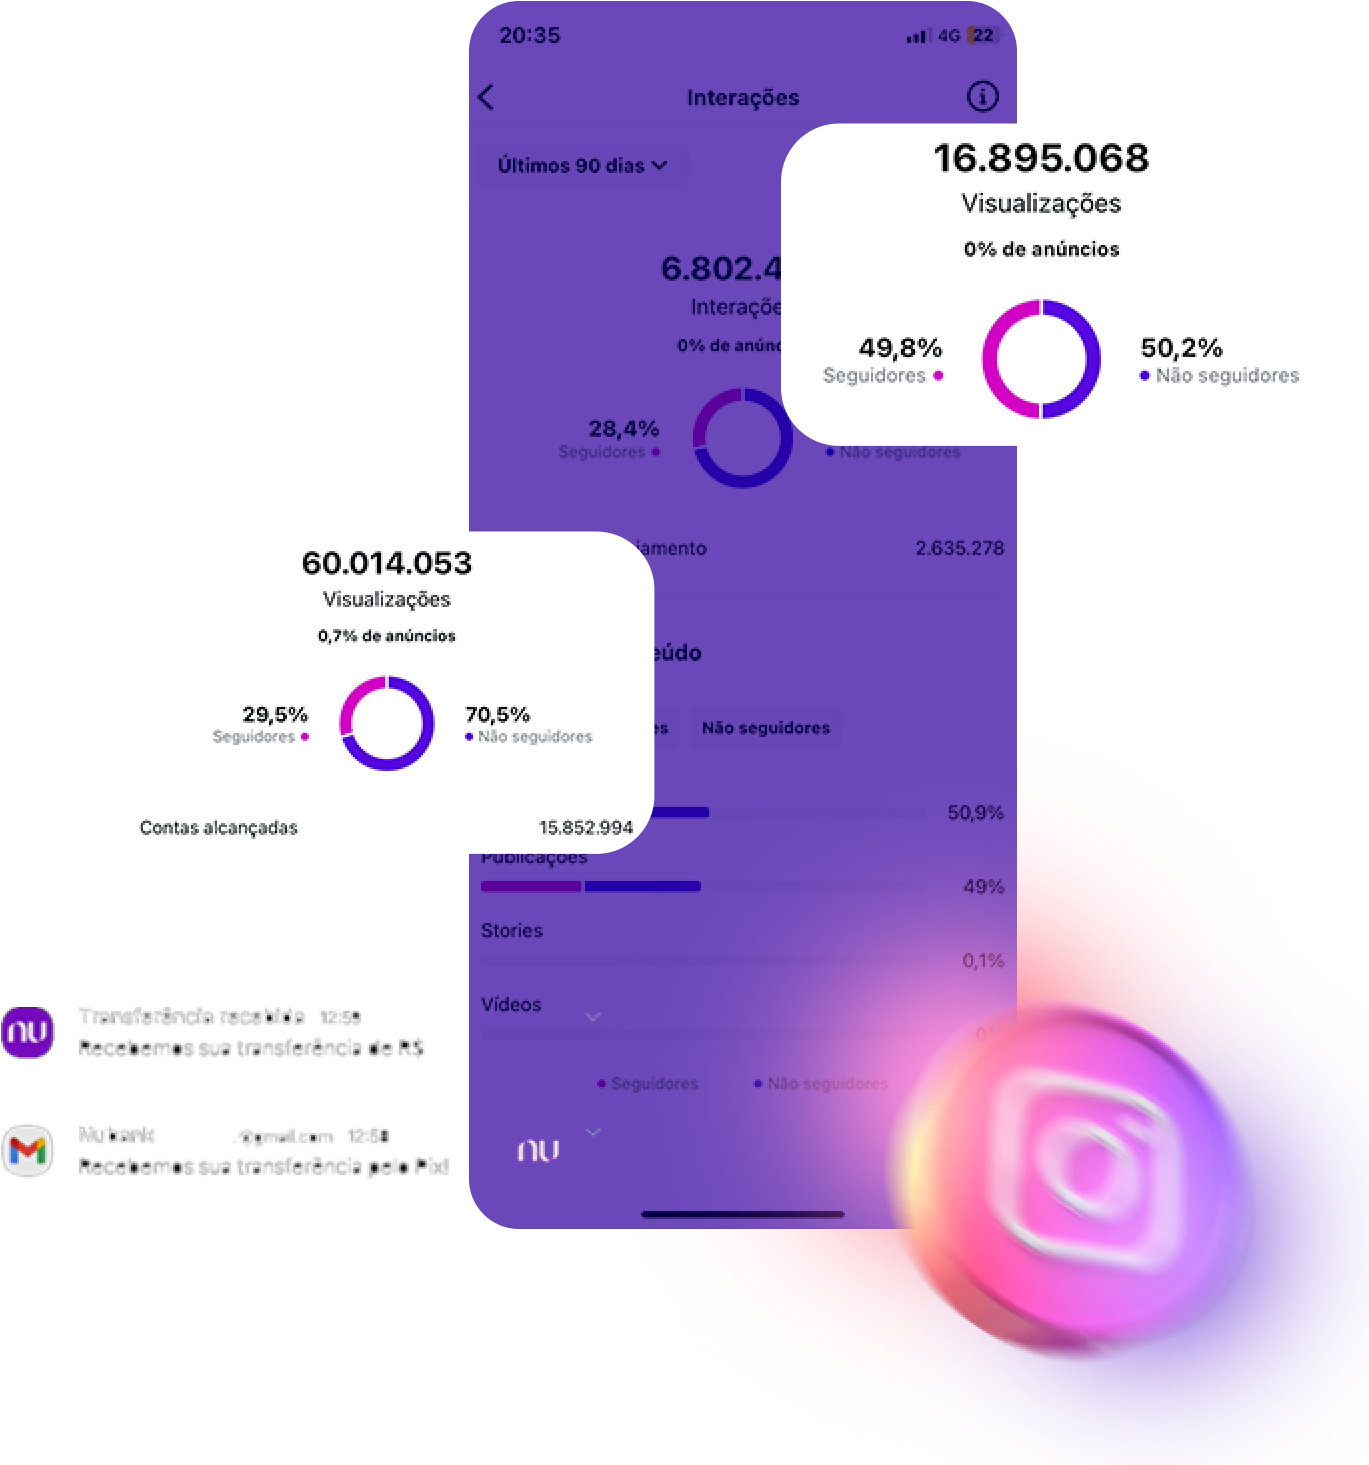 20:35
4G 22
Interações
Últimos 90 dias
16.895.068
Visualizações
0% de anúncios
49,8%
Seguidores
50,2%
Não seguidores
6.802.4
Interaçõe
0% de anúnc
28,4%
Seguidores
Não seguidores
iamento 2.635.278
60.014.053
Visualizações
0,7% de anúncios
29,5%
Seguidores
70,5%
Não seguidores
Contas alcançadas 15.852.994
eúdo
es Não seguidores
50,9%
Publicações
49%
Stories
0,1%
Vídeos
0%
Seguidores Não seguidores
nu
Transferência recebida 12:58
Recebemos sua transferência de R$
Nubank @gmail.com 12:58
Recebemos sua transferência pelo Pix!
nu